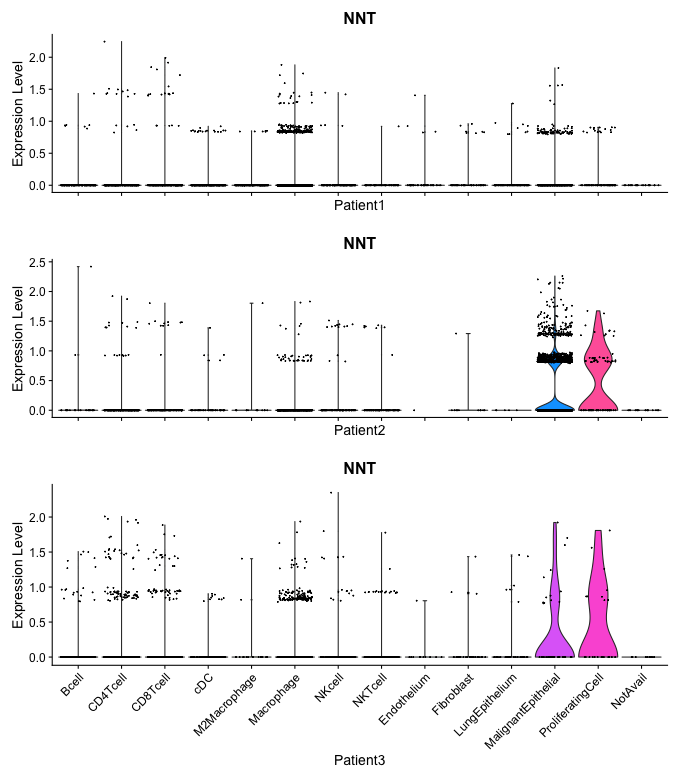 NNT
Expression Level
2.0
1.5
1.0
0.5
0.0
Patient1
NNT
Expression Level
2.5
2.0
1.5
1.0
0.5
0.0
Patient2
NNT
Expression Level
2.0
1.5
1.0
0.5
0.0
Bcell
CD4Tcell
CD8Tcell
cDC
M2Macrophage
Macrophage
NKcell
NKTcell
Endothelium
Fibroblast
LungEpithelium
MalignantEpithelial
ProliferatingCell
NotAvail
Patient3